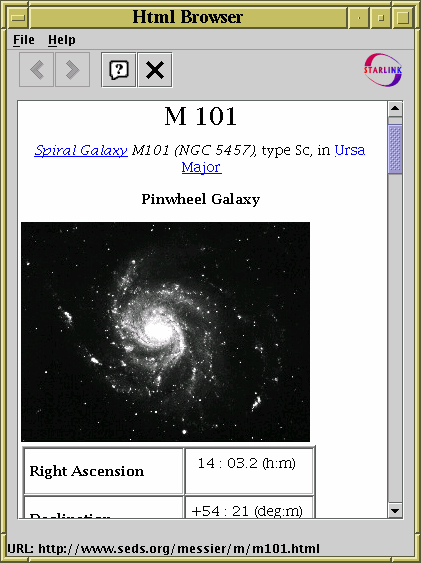 Html Browser
File Help
STARLINK
M 101
Spiral Galaxy M101 (NGC 5457), type Sc, in Ursa
Major
Pinwheel Galaxy
Right Ascension 14 : 03.2 (h:m)
Declination +54 : 21 (deg:m)
URL: http://www.seds.org/messier/m/m101.html